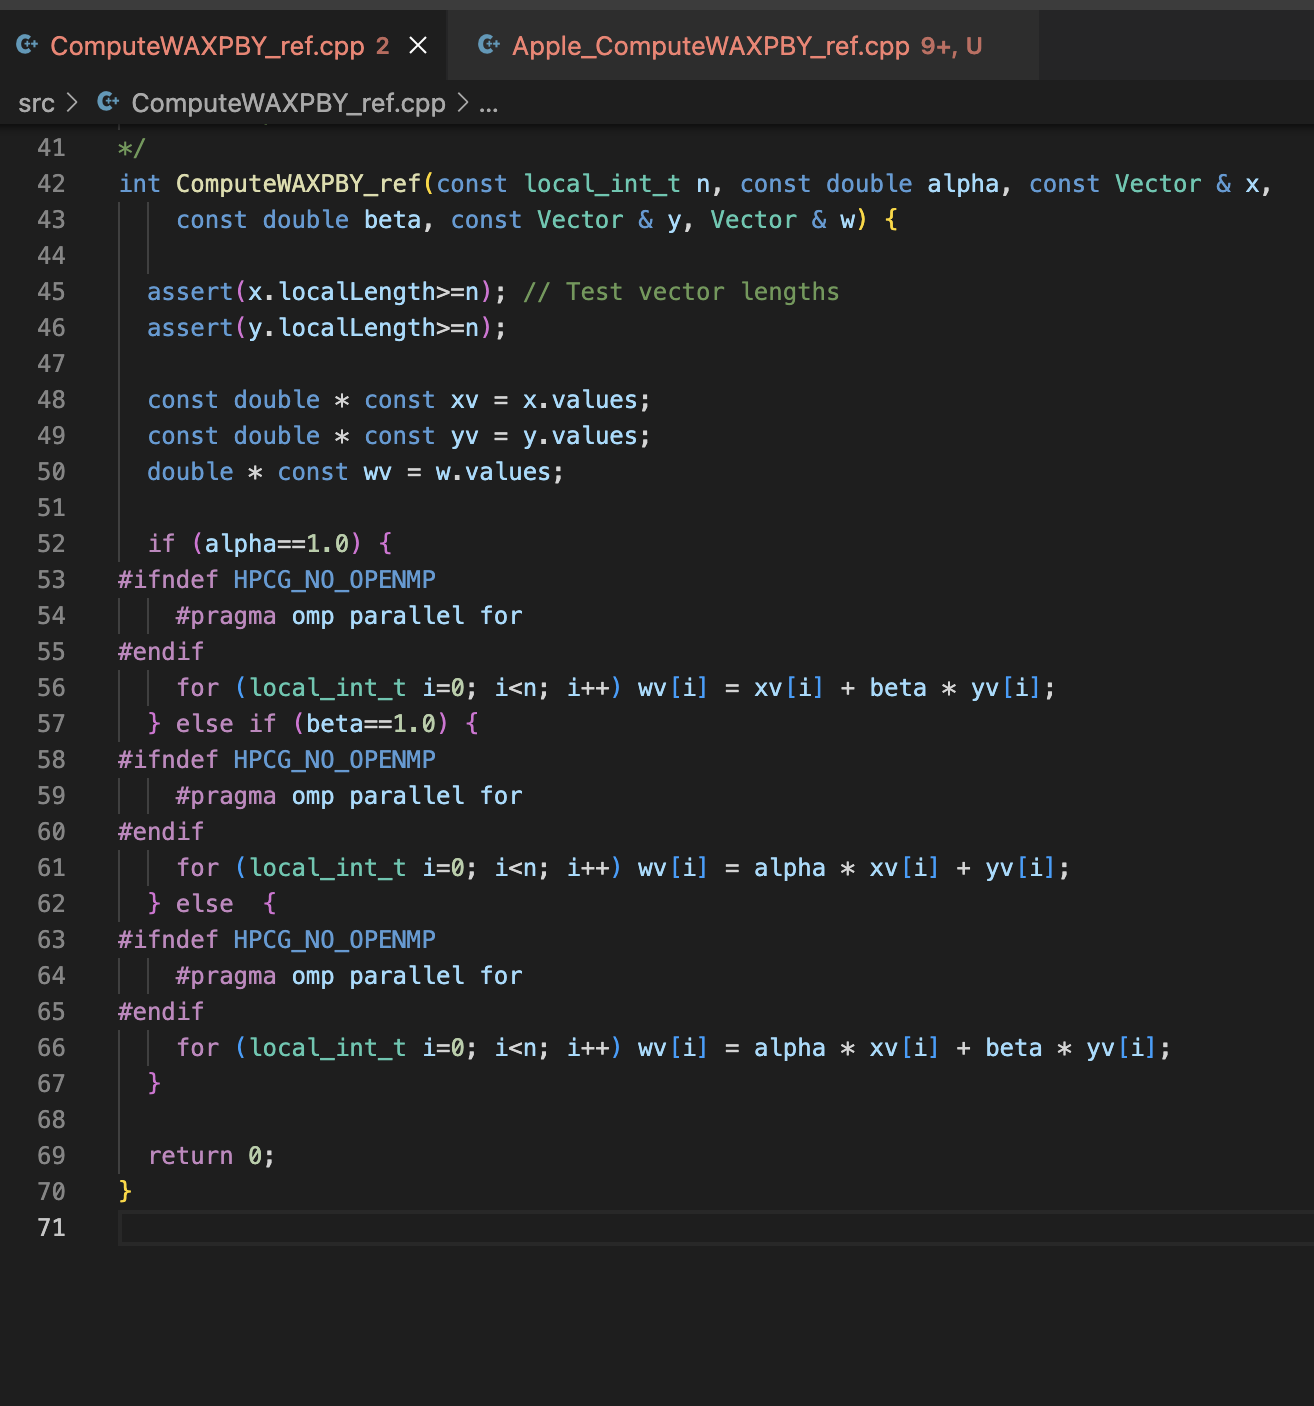 ComputeWAXPBY_ref.cpp 2 × Apple_ComputeWAXPBY_ref.cpp 9+, U
src > ComputeWAXPBY_ref.cpp > ...
41 */
42 int ComputeWAXPBY_ref(const local_int_t n, const double alpha, const Vector & x,
43 const double beta, const Vector & y, Vector & w) {
44
45 assert(x.localLength>=n); // Test vector lengths
46 assert(y.localLength>=n);
47
48 const double * const xv = x.values;
49 const double * const yv = y.values;
50 double * const wv = w.values;
51
52 if (alpha==1.0) {
53 #ifndef HPCG_NO_OPENMP
54 #pragma omp parallel for
55 #endif
56 for (local_int_t i=0; i<n; i++) wv[i] = xv[i] + beta * yv[i];
57 } else if (beta==1.0) {
58 #ifndef HPCG_NO_OPENMP
59 #pragma omp parallel for
60 #endif
61 for (local_int_t i=0; i<n; i++) wv[i] = alpha * xv[i] + yv[i];
62 } else  {
63 #ifndef HPCG_NO_OPENMP
64 #pragma omp parallel for
65 #endif
66 for (local_int_t i=0; i<n; i++) wv[i] = alpha * xv[i] + beta * yv[i];
67 }
68
69 return 0;
70 }
71